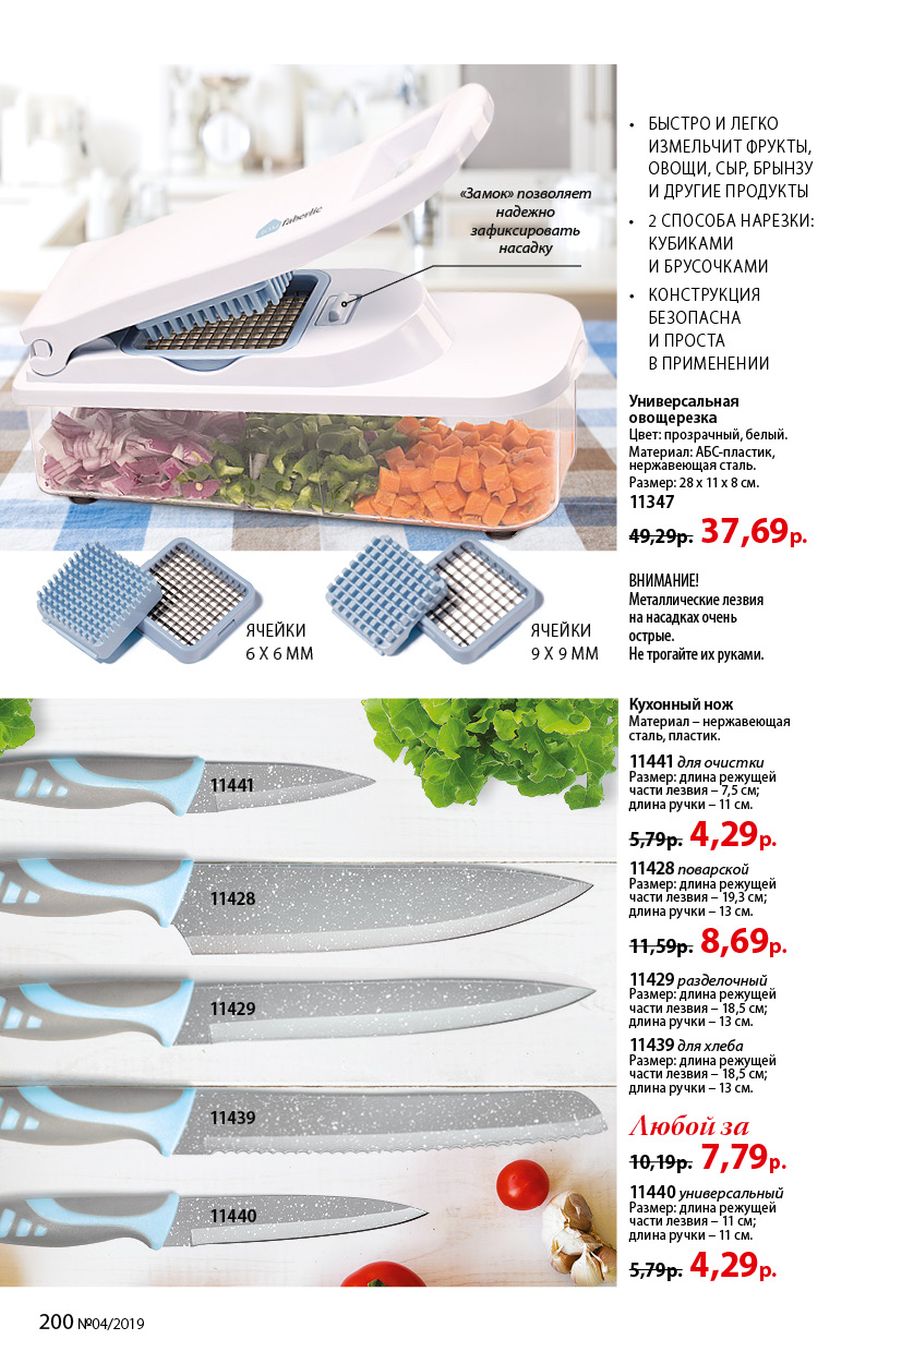 • БЫСТРО И ЛЕГКО
ИЗМЕЛЬЧИТ ФРУКТЫ,
ОВОЩИ, СЫР, БРЫНЗУ
И ДРУГИЕ ПРОДУКТЫ
• 2 СПОСОБА НАРЕЗКИ:
КУБИКАМИ
И БРУСОЧКАМИ
• КОНСТРУКЦИЯ
БЕЗОПАСНА
И ПРОСТА
В ПРИМЕНЕНИИ
«Замок» позволяет
надежно
зафиксировать
насадку
faberlic
Универсальная
овощерезка
Цвет: прозрачный, белый.
Материал: АБС-пластик,
нержавеющая сталь.
Размер: 28 x 11 x 8 см.
11347
49,29р. 37,69р.
ЯЧЕЙКИ
6 X 6 ММ
ЯЧЕЙКИ
9 X 9 ММ
ВНИМАНИЕ!
Металлические лезвия
на насадках очень
острые.
Не трогайте их руками.
Кухонный нож
Материал – нержавеющая
сталь, пластик.
11441 для очистки
Размер: длина режущей
части лезвия – 7,5 см;
длина ручки – 11 см.
5,79р. 4,29р.
11428 поварской
Размер: длина режущей
части лезвия – 19,3 см;
длина ручки – 13 см.
11,59р. 8,69р.
11429 разделочный
Размер: длина режущей
части лезвия – 18,5 см;
длина ручки – 13 см.
11439 для хлеба
Размер: длина режущей
части лезвия – 18,5 см;
длина ручки – 13 см.
Любой за
10,19р. 7,79р.
11440 универсальный
Размер: длина режущей
части лезвия – 11 см;
длина ручки – 11 см.
5,79р. 4,29р.
11441
11428
11429
11439
11440
200 №04/2019